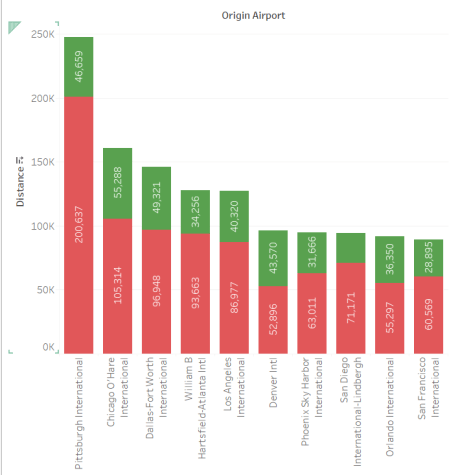 Origin Airport
250K
200K
150K
100K
50K
0K
Distance
46,659
200,637
55,288
105,314
49,321
96,948
34,256
93,663
40,320
86,977
43,570
52,896
31,666
63,011
71,171
36,350
55,297
28,895
60,569
Pittsburgh International
Chicago O'Hare
International
Dallas-Fort Worth
International
William B
Hartsfield-Atlanta Intl
Los Angeles
International
Denver Intl
Phoenix Sky Harbor
International
San Diego
International-Lindbergh
Orlando International
San Francisco
International